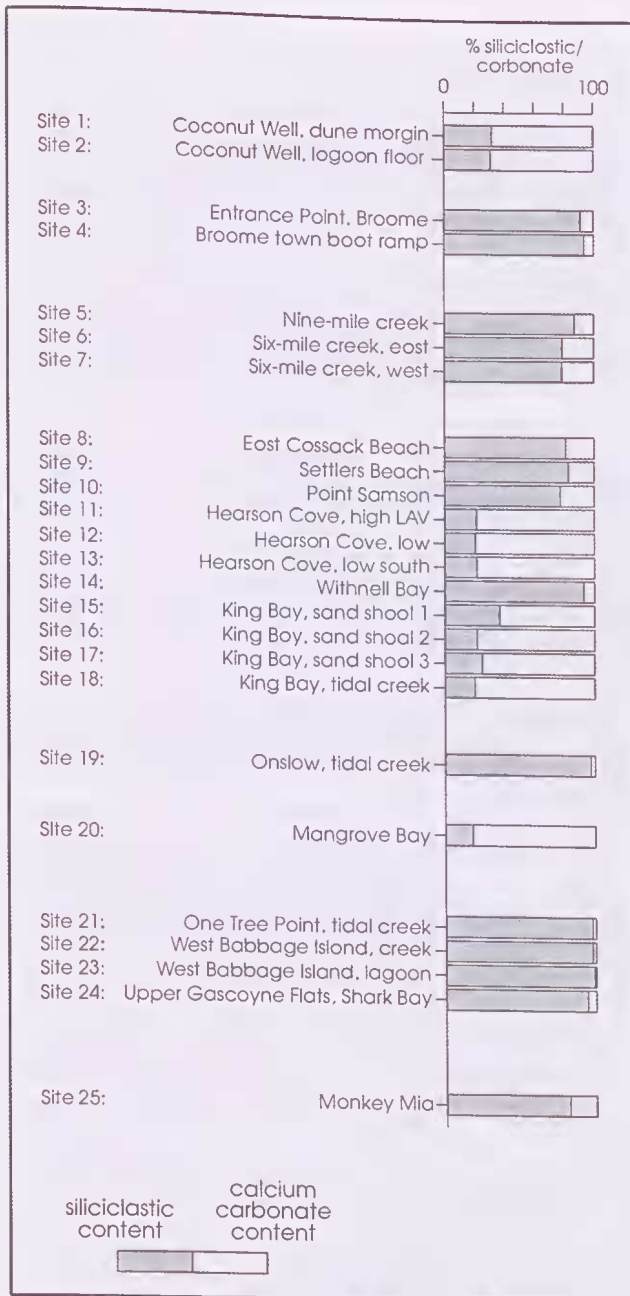 % siliciclostic/
carbonate
0 100
Site 1: Coconut Well, dune morgin
Site 2: Coconut Well, logoon floor
Site 3: Entrance Point, Broome
Site 4: Broome town boot ramp
Site 5: Nine-mile creek
Site 6: Six-mile creek, eost
Site 7: Six-mile creek, west
Site 8: Eost Cossack Beach
Site 9: Settlers Beach
Site 10: Point Samson
Site 11: Hearson Cove, high LAV
Site 12: Hearson Cove, low
Site 13: Hearson Cove, low south
Site 14: Withnell Bay
Site 15: King Bay, sand shool 1
Site 16: King Boy, sand shoal 2
Site 17: King Bay, sand shool 3
Site 18: King Bay, tidal creek
Site 19: Onslow, tidal creek
Site 20: Mangrove Bay
Site 21: One Tree Point, tidal creek
Site 22: West Babbage Islond, creek
Site 23: West Babbage Island, lagoon
Site 24: Upper Gascoyne Flats, Shark Bay
Site 25: Monkey Mia
siliciclastic
content
calcium
carbonate
content